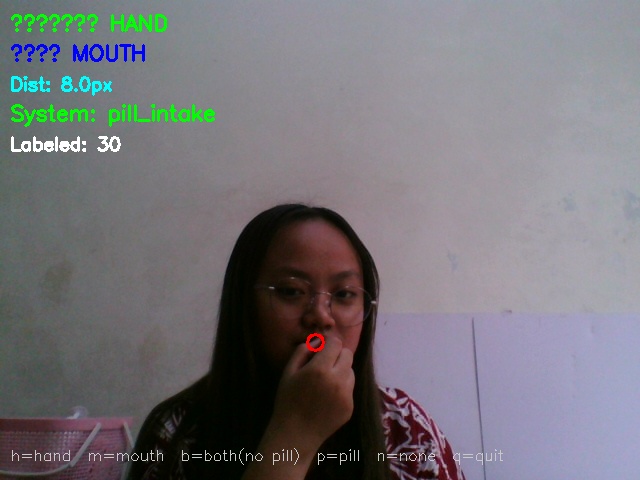 ??????? HAND
???? MOUTH
Dist: 8.0px
System: pill_intake
Labeled: 30
h=hand m=mouth b=both(no pill) p=pill n=none q=quit